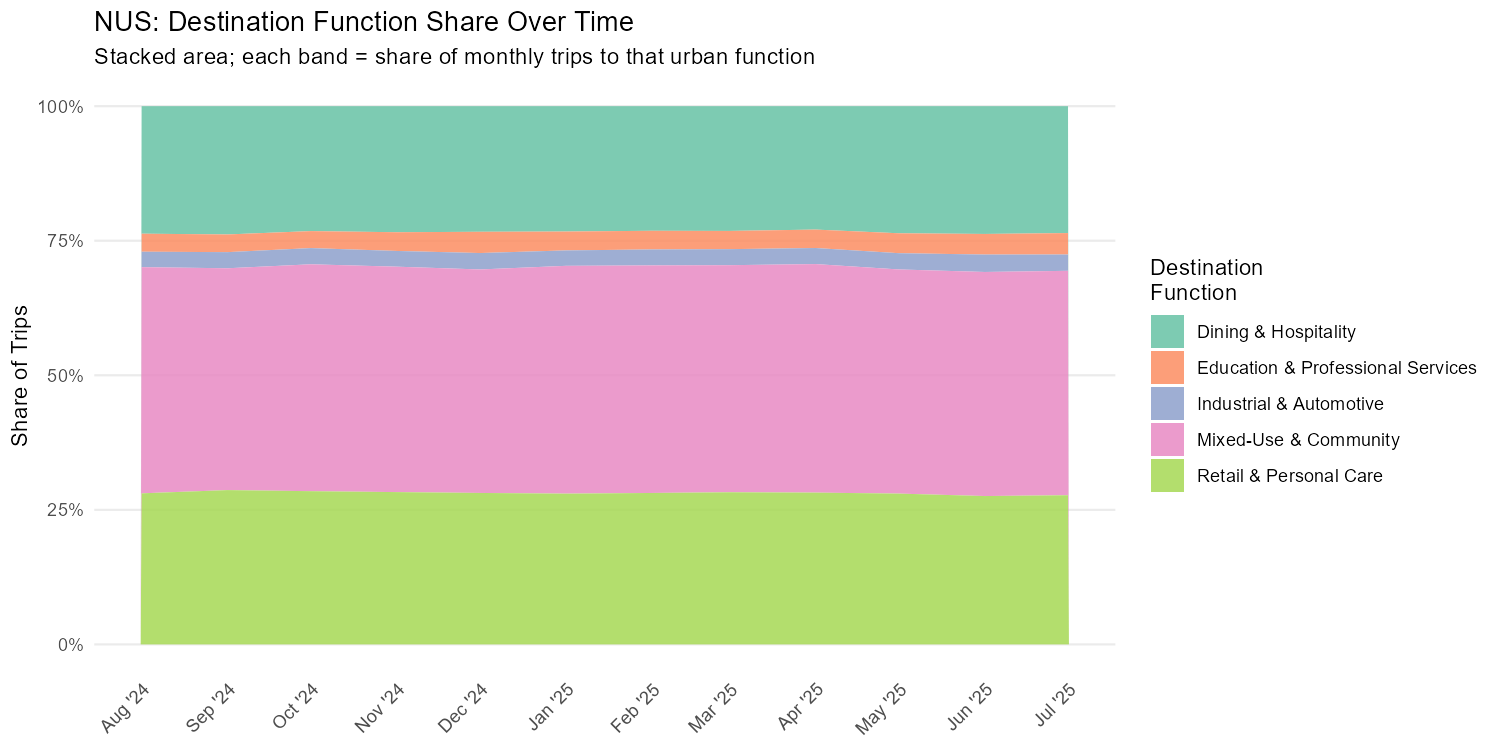 NUS: Destination Function Share Over Time
Stacked area; each band = share of monthly trips to that urban function
100%
75%
50%
25%
0%
Share of Trips
Aug '24
Sep '24
Oct '24
Nov '24
Dec '24
Jan '25
Feb '25
Mar '25
Apr '25
May '25
Jun '25
Jul '25
Destination
Function
Dining & Hospitality
Education & Professional Services
Industrial & Automotive
Mixed-Use & Community
Retail & Personal Care